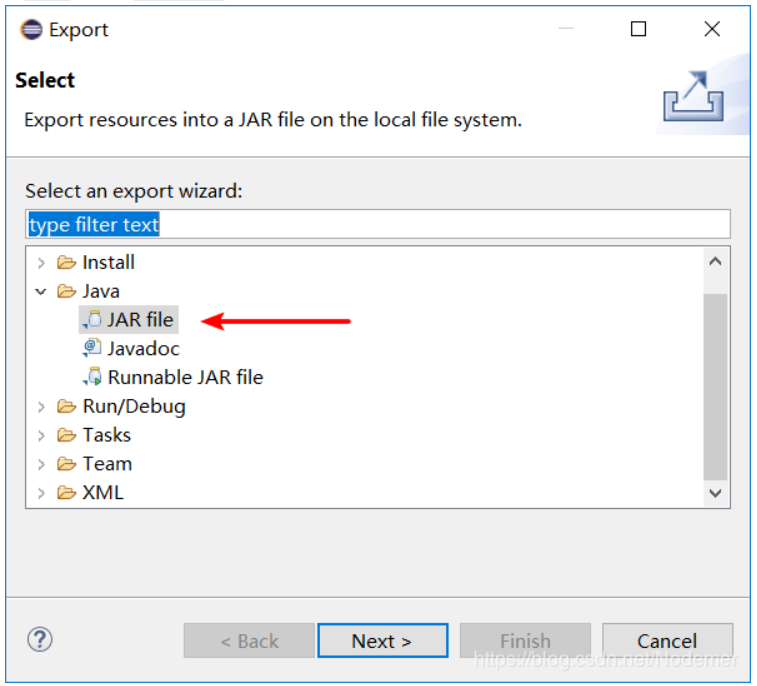 Export
Select
Export resources into a JAR file on the local file system.
Select an export wizard:
type filter text
Install
Java
JAR file
Javadoc
Runnable JAR file
Run/Debug
Tasks
Team
XML
< Back
Next >
Finish
Cancel
https://blog.csdn.net/Nodemer